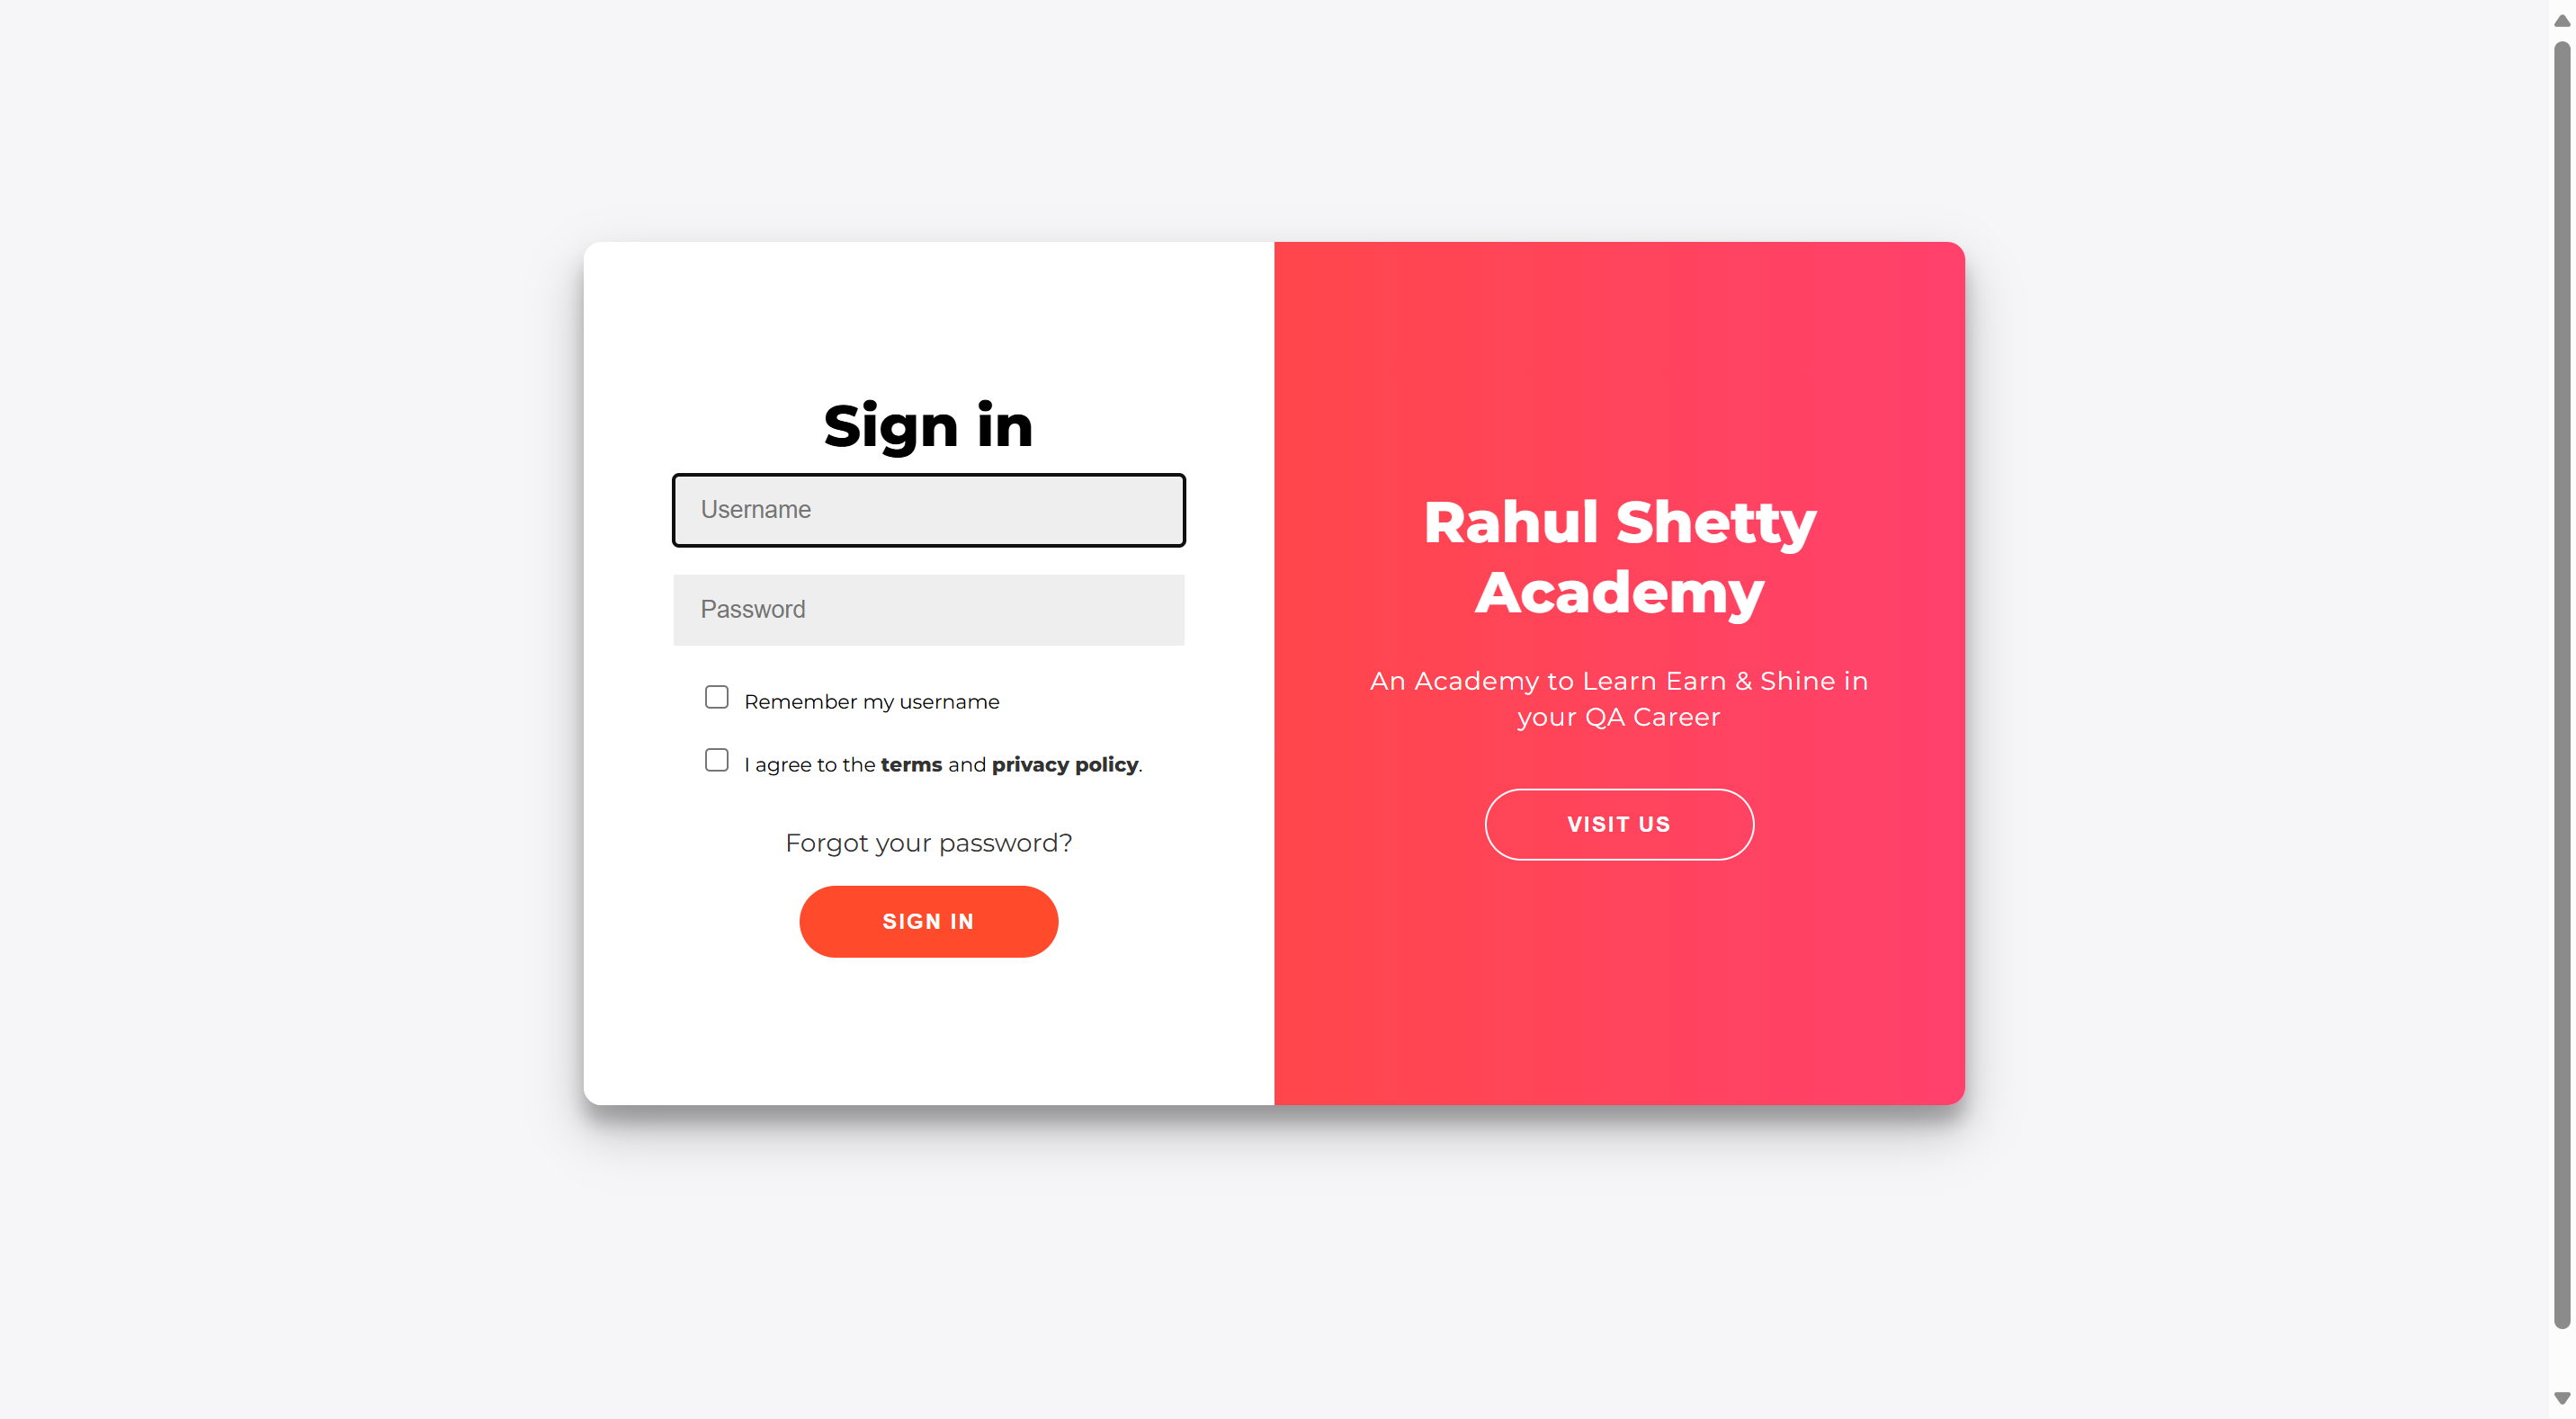 Sign in
Username
Password
Remember my username
I agree to the terms and privacy policy.
Forgot your password?
SIGN IN
Rahul Shetty
Academy
An Academy to Learn Earn & Shine in
your QA Career
VISIT US